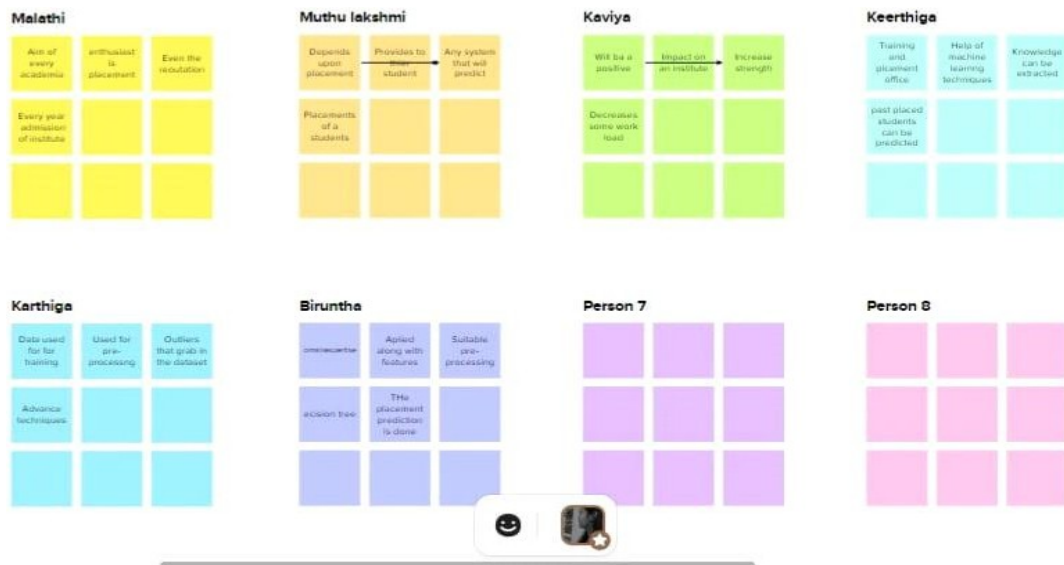 Malathi
Aim of
every
academia
enthusiast
is
placement
Even the
reputation
Every year
admission
of institute
Muthu lakshmi
Depends
upon
placement
Provides to
thier
student
Any system
that will
predict
Placements
of a
students
Kaviya
Will be a
positive
Impact on
an institute
Increase
strength
Decreases
some work
load
Keerthiga
Training
and
placement
office
Help of
machine
learning
techniques
Knowledge
can be
extracted
past placed
students
can be
predicted
Karthiga
Data used
for for
training
Used for
pre-
processng
Outliers
that grab in
the dataset
Advance
techniques
Biruntha
Aplied
along with
features
Suitable
pre-
processing
ecision tree
THe
placement
prediction
is done
Person 7
Person 8